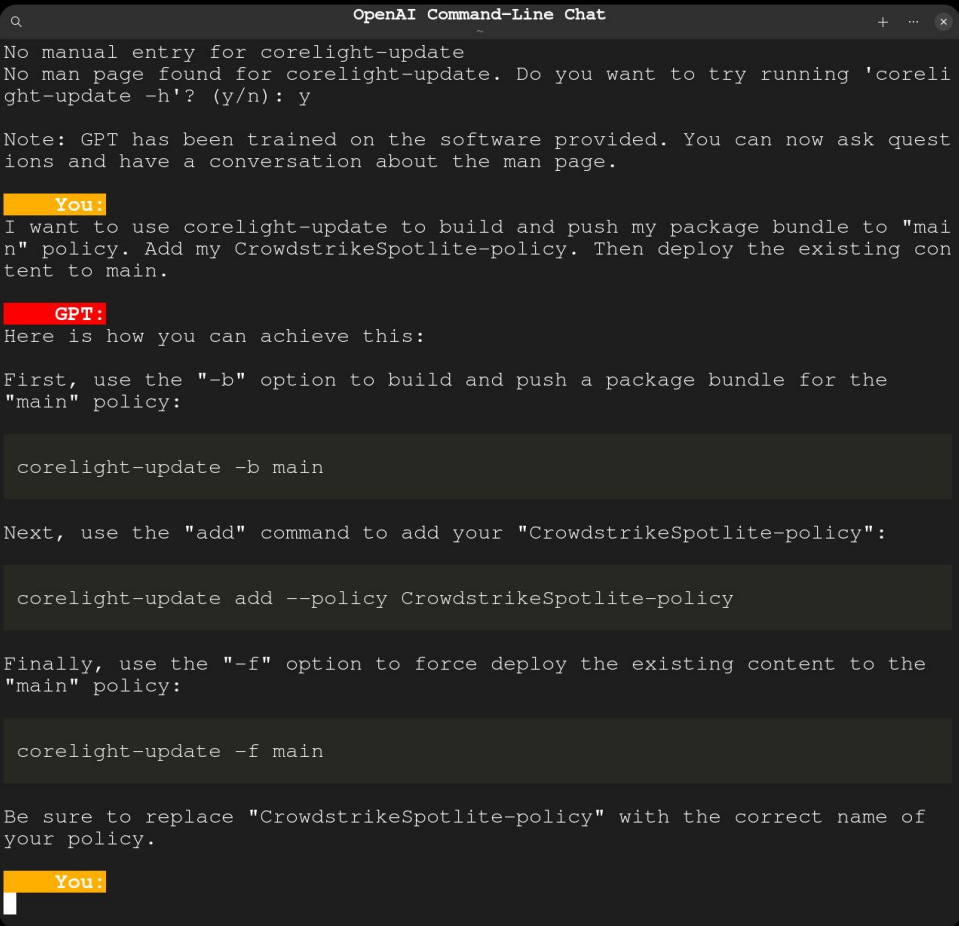 OpenAI Command-Line Chat
~
No manual entry for corelight-update
No man page found for corelight-update. Do you want to try running 'coreli
ght-update -h'? (y/n): y
Note: GPT has been trained on the software provided. You can now ask quest
ions and have a conversation about the man page.
You:
I want to use corelight-update to build and push my package bundle to "mai
n" policy. Add my CrowdstrikeSpotlite-policy. Then deploy the existing con
tent to main.
GPT:
Here is how you can achieve this:
First, use the "-b" option to build and push a package bundle for the
"main" policy:
corelight-update -b main
Next, use the "add" command to add your "CrowdstrikeSpotlite-policy":
corelight-update add --policy CrowdstrikeSpotlite-policy
Finally, use the "-f" option to force deploy the existing content to the
"main" policy:
corelight-update -f main
Be sure to replace "CrowdstrikeSpotlite-policy" with the correct name of
your policy.
You: